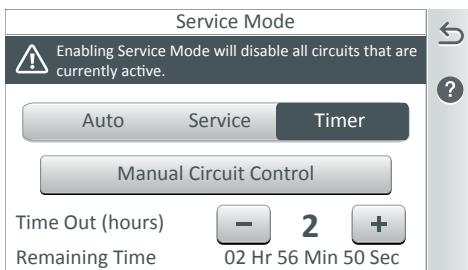 Service Mode
Enabling Service Mode will disable all circuits that are
currently active.
Auto Service Timer
Manual Circuit Control
Time Out (hours) − 2 +
Remaining Time 02 Hr 56 Min 50 Sec
?